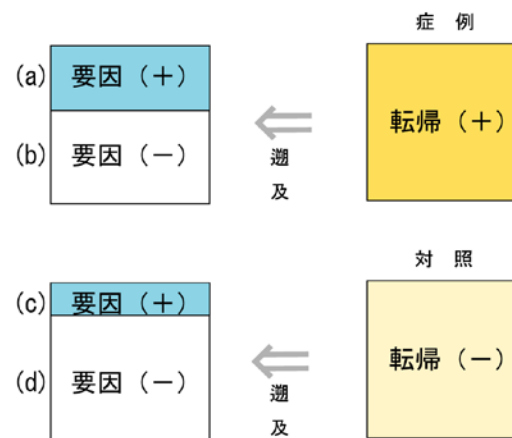 症 例
(a) 要因 (+)
(b) 要因 (-)
転帰 (+)
遡
及
対 照
(c) 要因 (+)
(d) 要因 (-)
転帰 (-)
遡
及